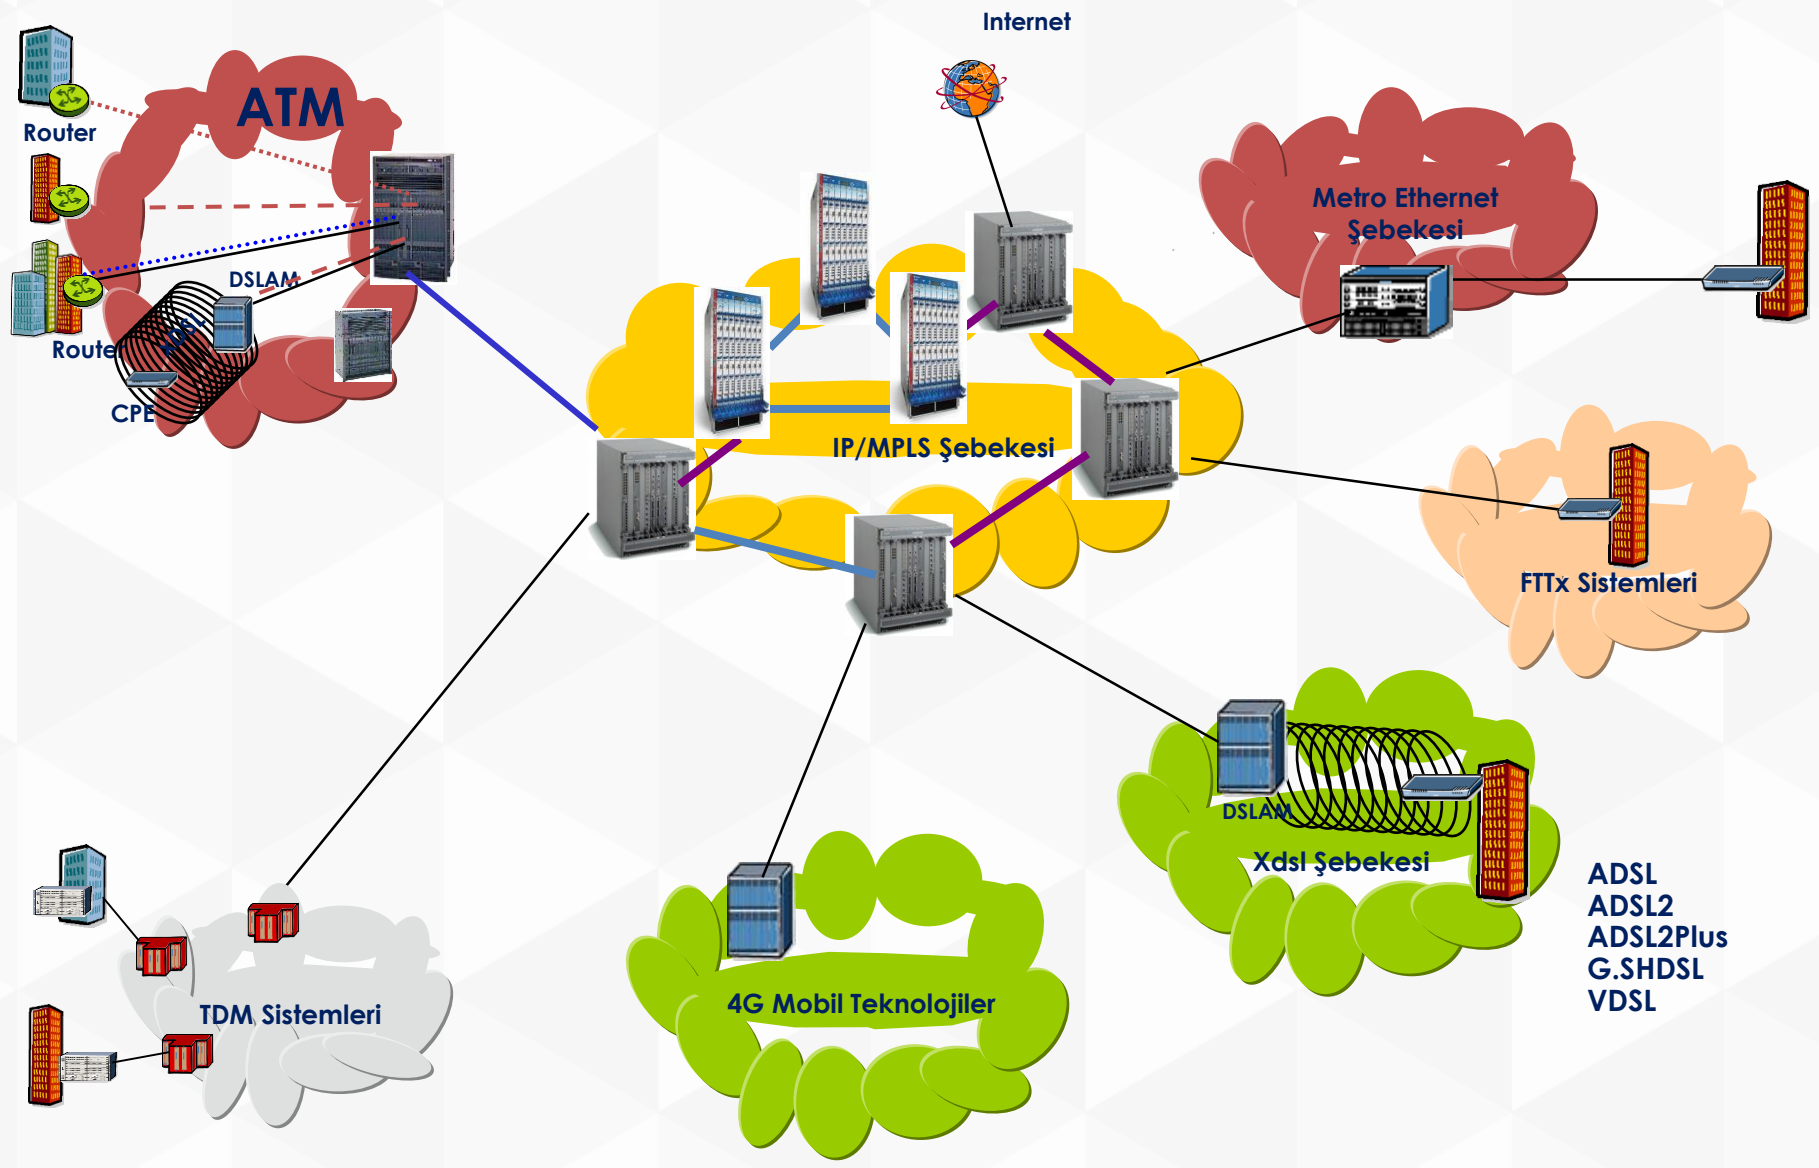 Internet
ATM
Router
Metro Ethernet
Şebekesi
DSLAM
XDSL
Router
CPE
IP/MPLS Şebekesi
FTTx Sistemleri
DSLAM
Xdsl Şebekesi
ADSL
ADSL2
ADSL2Plus
G.SHDSL
VDSL
4G Mobil Teknolojiler
TDM Sistemleri